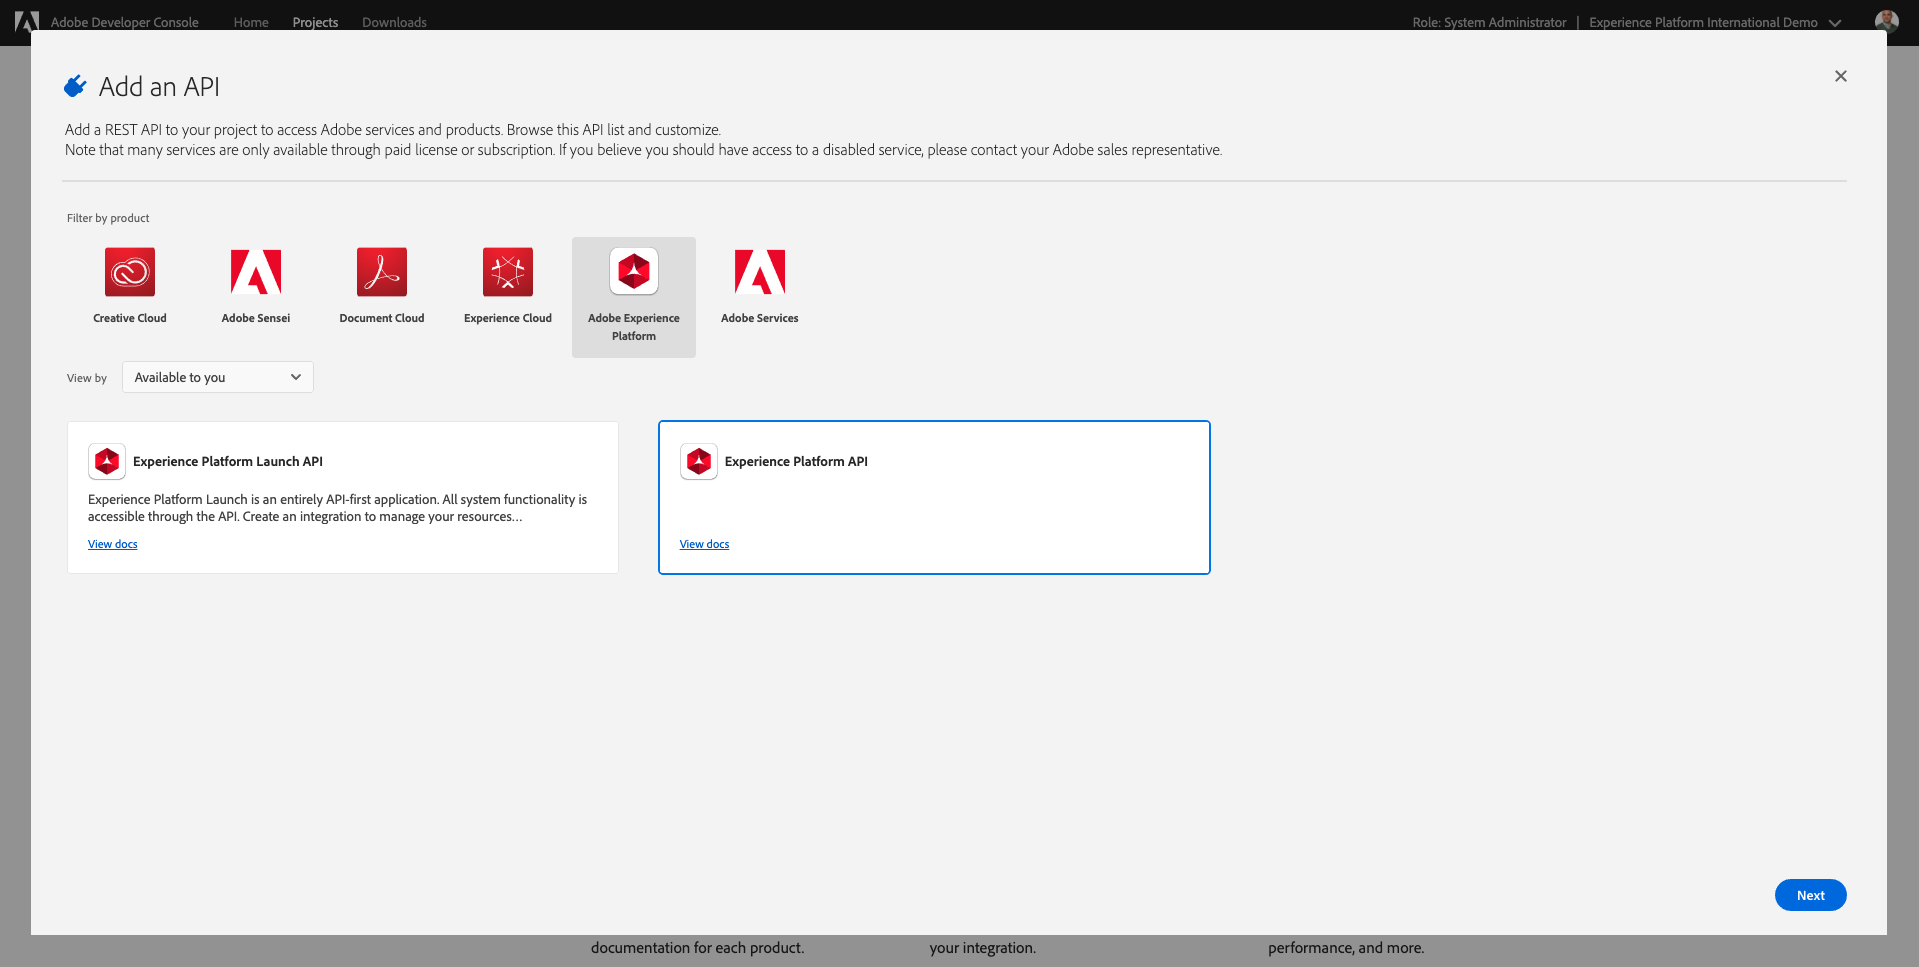 Adobe Developer Console Home Projects Downloads Role: System Administrator | Experience Platform International Demo
Add an API
Add a REST API to your project to access Adobe services and products. Browse this API list and customize.
Note that many services are only available through paid license or subscription. If you believe you should have access to a disabled service, please contact your Adobe sales representative.
Filter by product
Creative Cloud
Adobe Sensei
Document Cloud
Experience Cloud
Adobe Experience
Platform
Adobe Services
View by Available to you
Experience Platform Launch API
Experience Platform Launch is an entirely API-first application. All system functionality is
accessible through the API. Create an integration to manage your resources…
View docs
Experience Platform API
View docs
Next
documentation for each product.
your integration.
performance, and more.